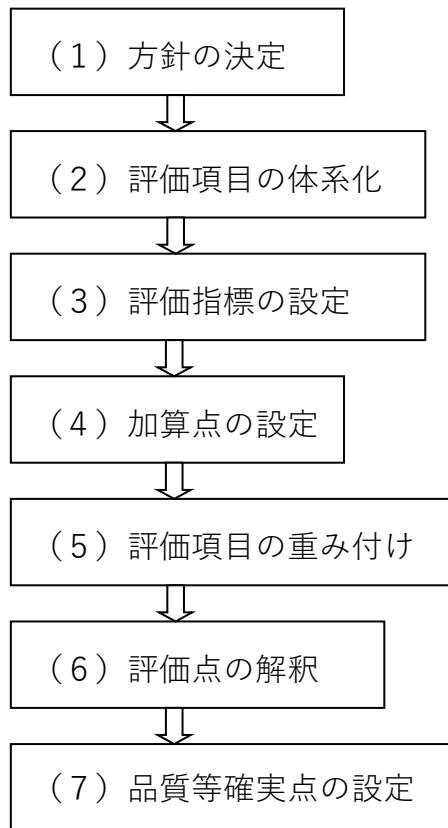 （１）方針の決定
（２）評価項目の体系化
（３）評価指標の設定
（４）加算点の設定
（５）評価項目の重み付け
（６）評価点の解釈
（７）品質等確実点の設定